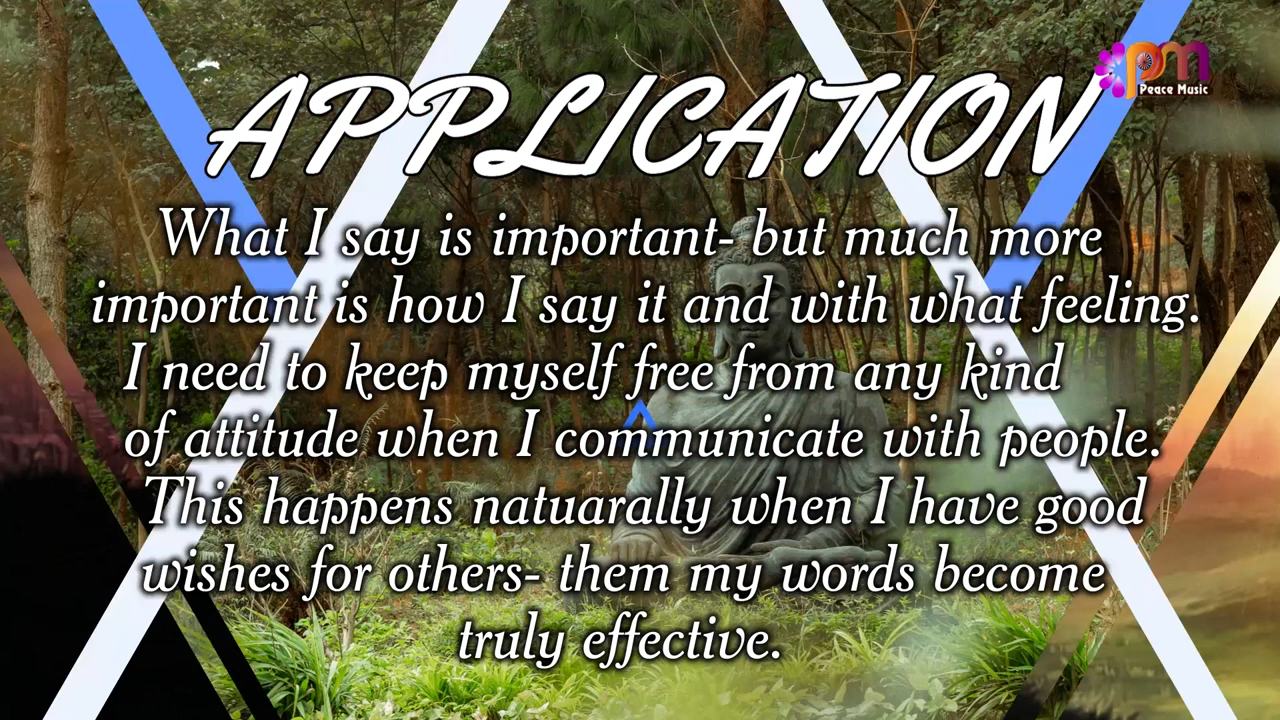 pm
Peace Music
APPLICATION
What I say is important- but much more
important is how I say it and with what feeling.
I need to keep myself free from any kind
of attitude when I communicate with people.
This happens natuarally when I have good
wishes for others- them my words become
truly effective.